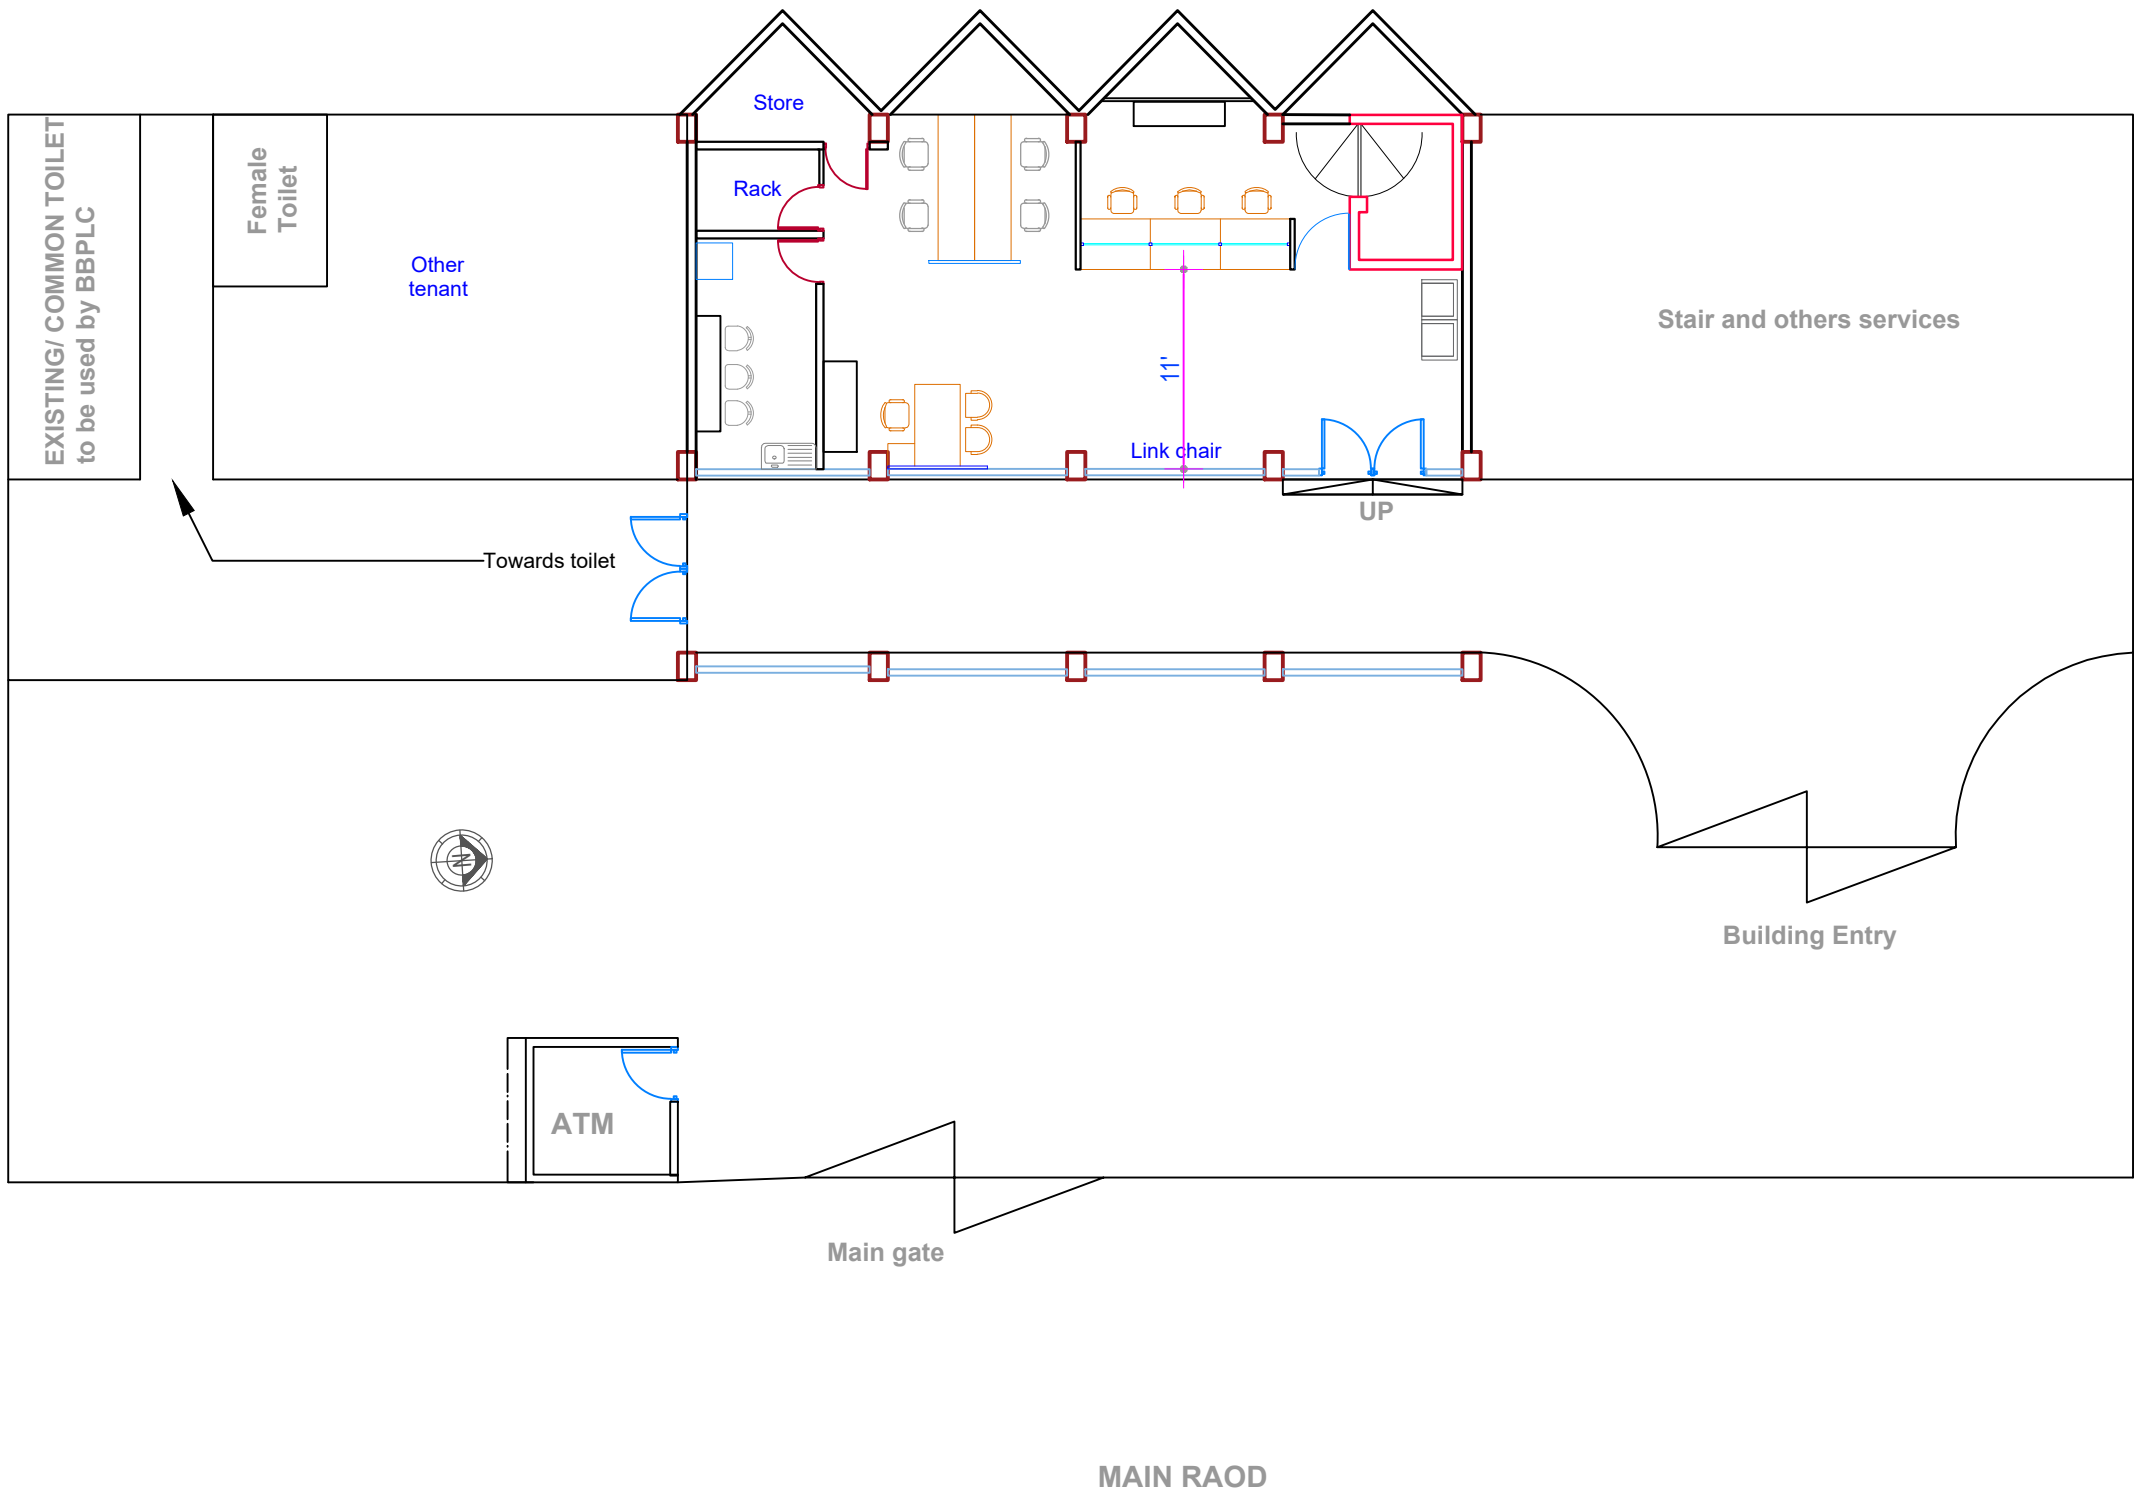 Store
EXISTING/ COMMON TOILET
to be used by BBPLC
Female
Toilet
Rack
Other
tenant
Stair and others services
11'
Link chair
UP
Towards toilet
N
Building Entry
ATM
Main gate
MAIN RAOD